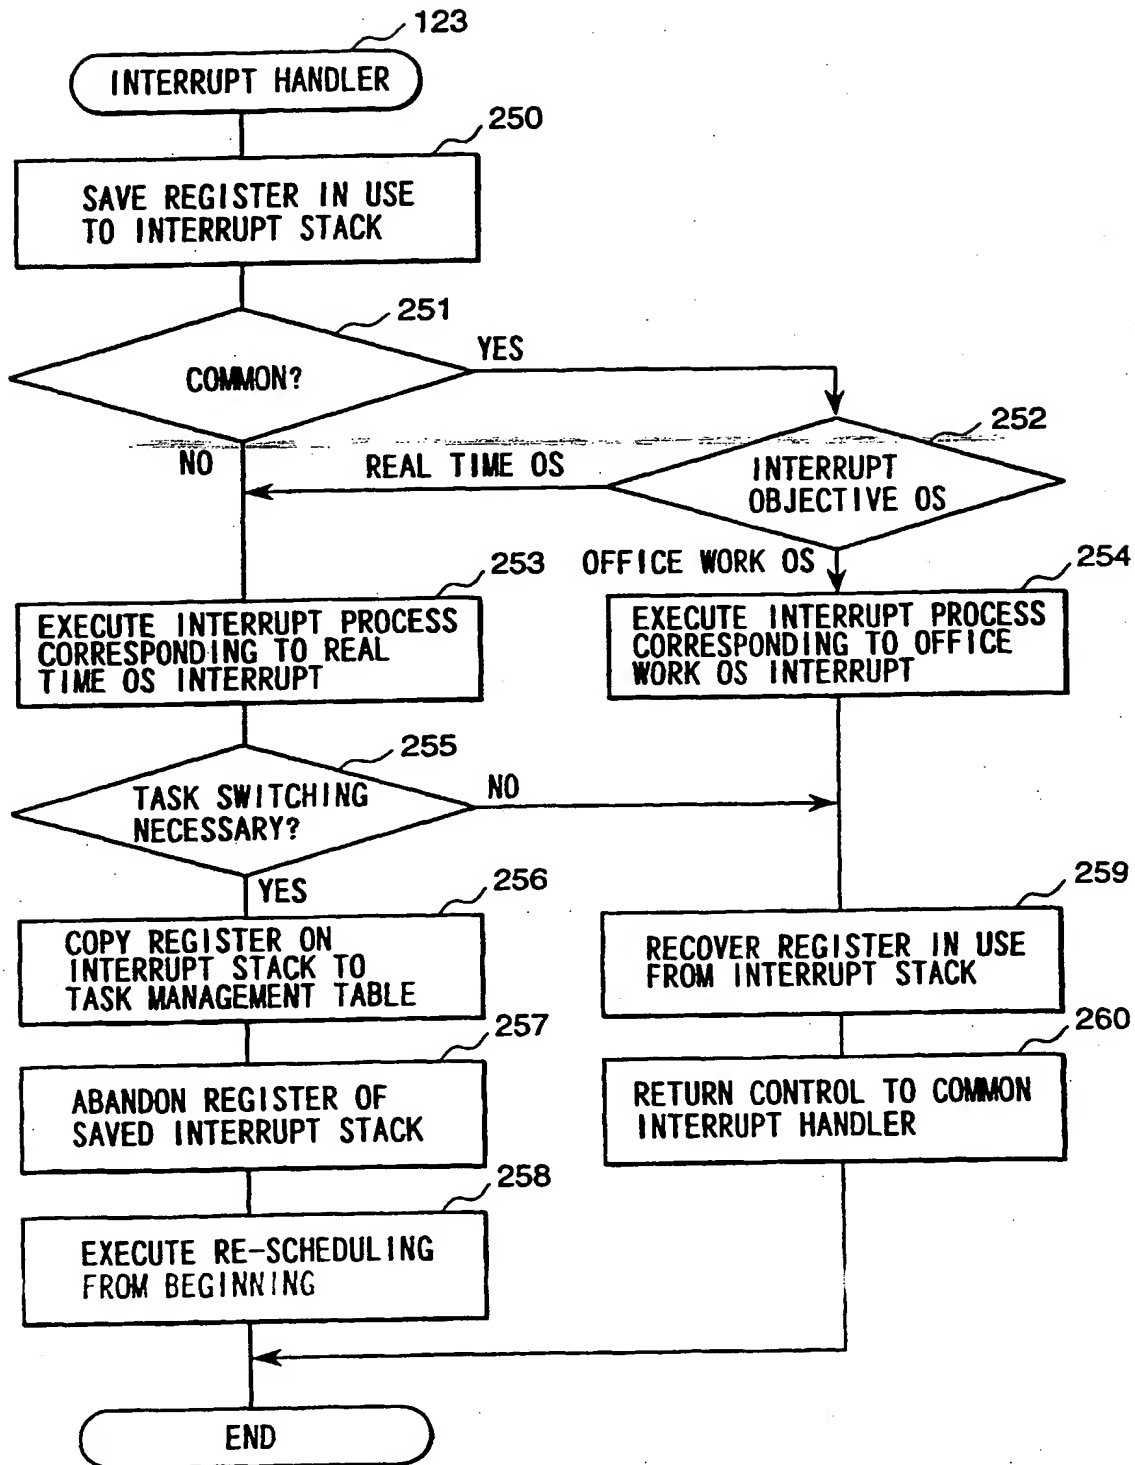 123
INTERRUPT HANDLER
250
SAVE REGISTER IN USE
TO INTERRUPT STACK
251
COMMON?
YES
NO
252
INTERRUPT
OBJECTIVE OS
REAL TIME OS
OFFICE WORK OS
253
EXECUTE INTERRUPT PROCESS
CORRESPONDING TO REAL
TIME OS INTERRUPT
254
EXECUTE INTERRUPT PROCESS
CORRESPONDING TO OFFICE
WORK OS INTERRUPT
255
TASK SWITCHING
NECESSARY?
NO
YES
256
COPY REGISTER ON
INTERRUPT STACK TO
TASK MANAGEMENT TABLE
257
ABANDON REGISTER OF
SAVED INTERRUPT STACK
258
EXECUTE RE-SCHEDULING
FROM BEGINNING
259
RECOVER REGISTER IN USE
FROM INTERRUPT STACK
260
RETURN CONTROL TO COMMON
INTERRUPT HANDLER
END